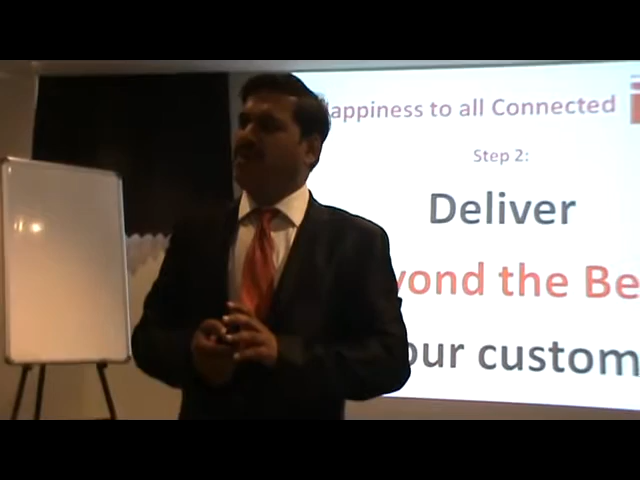 appiness to all Connected
Step 2:
Deliver
yond the Be
our custom